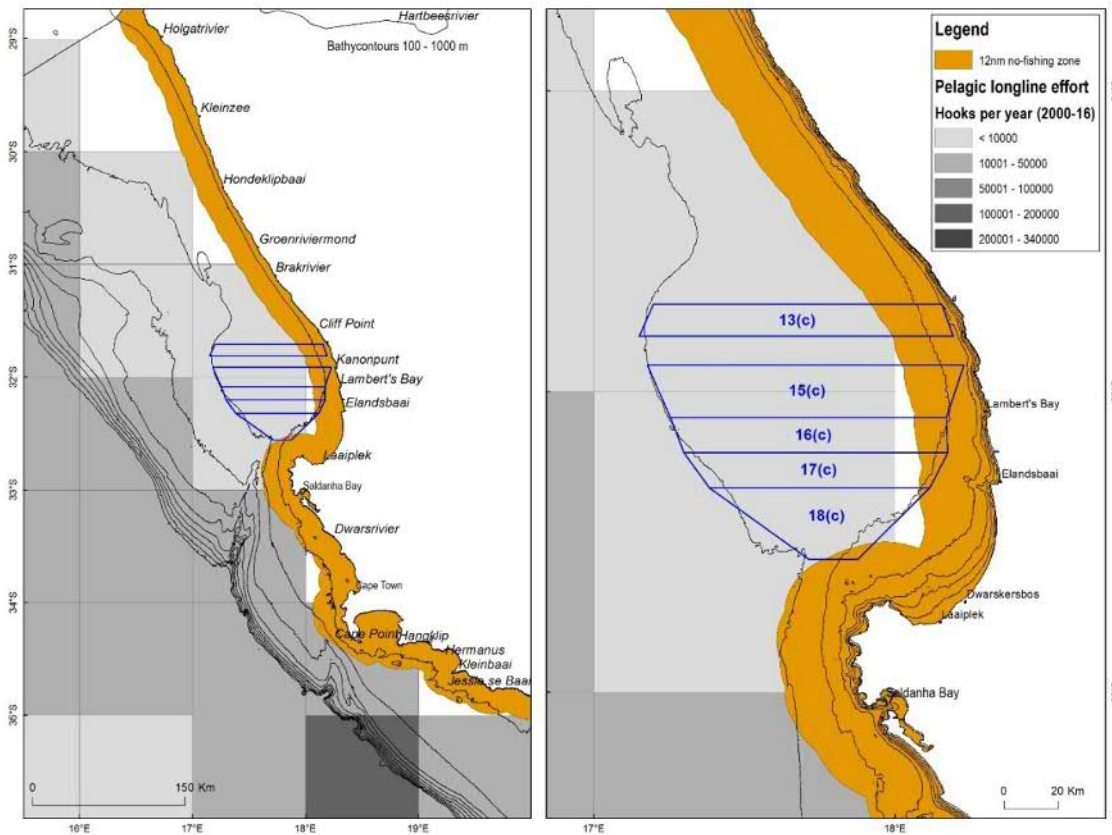 Hartbeesrivier
29°S
Holgatrivier
Bathycontours 100 - 1000 m
Kleinzee
30°S
Hondeklipbaai
Groenriviermond
31°S
Brakrivier
Cliff Point
Kanonpunt
32°S
Lambert's Bay
Elandsbaai
Laaiplek
33°S
Saldanha Bay
Dwarsrivier
34°S
Cape Town
Cape Point
Hangklip
Hermanus
Kleinbaai
Jessie se Baai
0 150 Km
16°E 17°E 18°E 19°E
Legend
12nm no-fishing zone
Pelagic longline effort
Hooks per year (2000-16)
< 10000
10001 - 50000
50001 - 100000
100001 - 200000
200001 - 340000
13(c)
15(c)
Lambert's Bay
16(c)
17(c)
Elandsbaai
18(c)
Dwarskersbos
Laaiplek
Saldanha Bay
0 20 Km
17°E 18°E